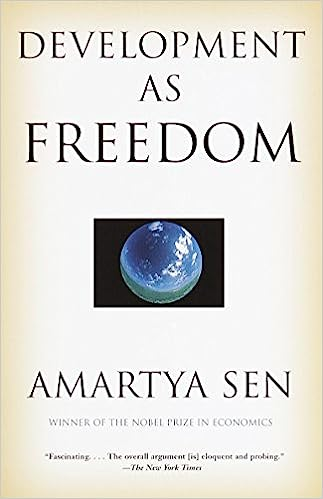 DEVELOPMENT
AS
FREEDOM
AMARTYA SEN
WINNER OF THE NOBEL PRIZE IN ECONOMICS
"Fascinating. . . . The overall argument [is] eloquent and probing."
—The New York Times